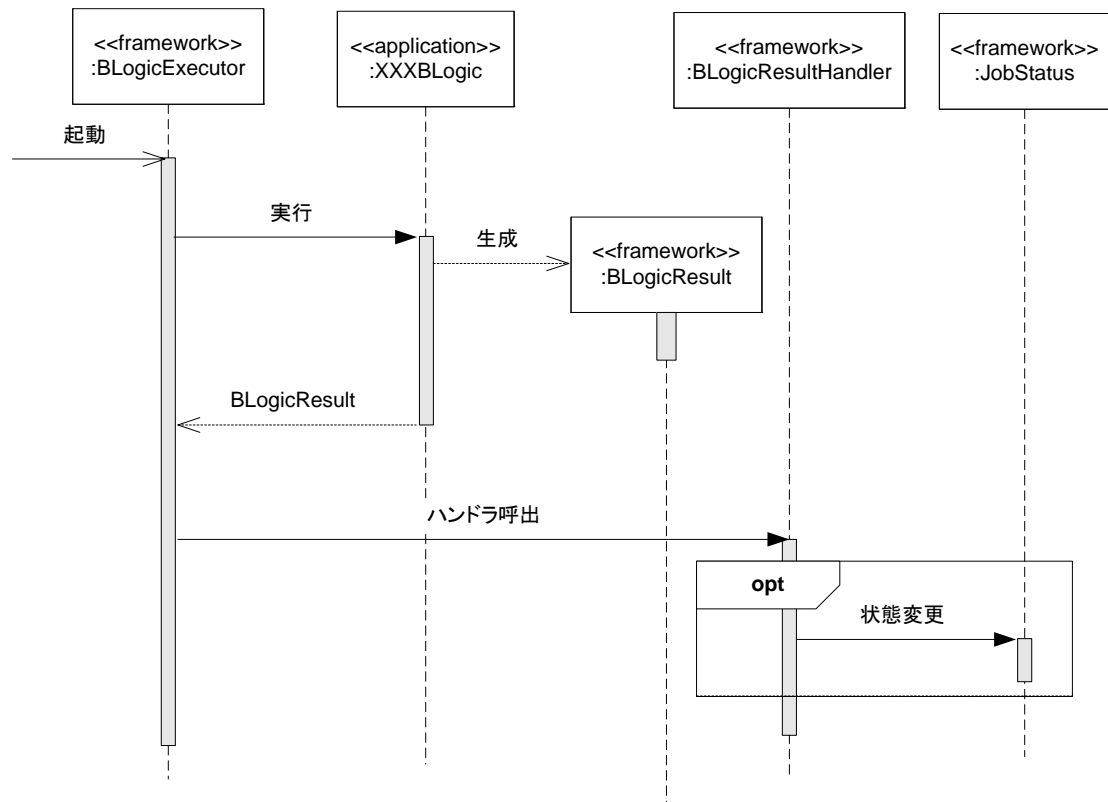 <<framework>>
:BLogicExecutor
<<application>>
:XXXBLogic
<<framework>>
:BLogicResultHandler
<<framework>>
:JobStatus
起動
実行
生成
<<framework>>
:BLogicResult
BLogicResult
ハンドラ呼出
opt
状態変更